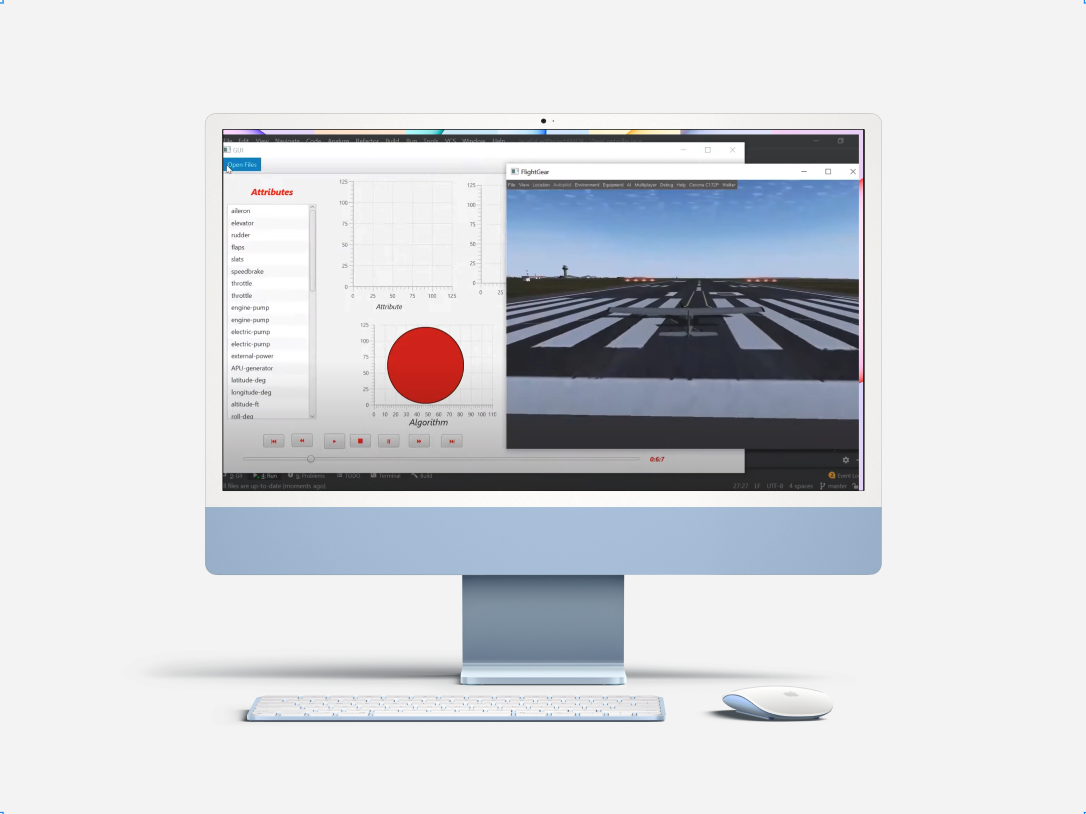 File Edit View Navigate Code Analyze Refactor Build Run Tools VCS Window Help
GUI
Open Files
FlightGear
File View Location Autopilot Environment Equipment AI Multiplayer Debug Help Cessna C172P
Attributes
aileron
elevator
rudder
flaps
slats
speedbrake
throttle
throttle
engine-pump
engine-pump
electric-pump
electric-pump
external-power
APU-generator
latitude-deg
longitude-deg
altitude-ft
roll-deg
125
100
75
50
25
0
0 25 50 75 100 125
Attribute
125
100
75
50
25
0
0 25
125
100
75
50
25
0
0 10 20 30 40 50 60 70 80 90 100 110
Algorithm
0:6:7
9: Git 4: Run 6: Problems TODO Terminal Build
2 Event Lo
files are up-to-date (moments ago)
27:27 LF UTF-8 4 spaces master